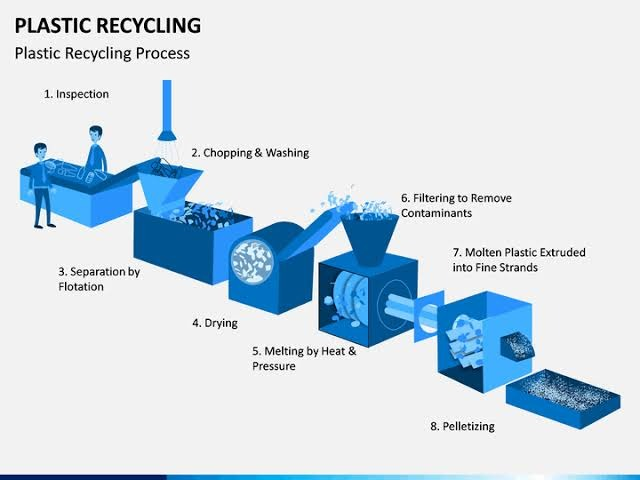 PLASTIC RECYCLING
Plastic Recycling Process
1. Inspection
2. Chopping & Washing
3. Separation by
Flotation
4. Drying
5. Melting by Heat &
Pressure
6. Filtering to Remove
Contaminants
7. Molten Plastic Extruded
into Fine Strands
8. Pelletizing